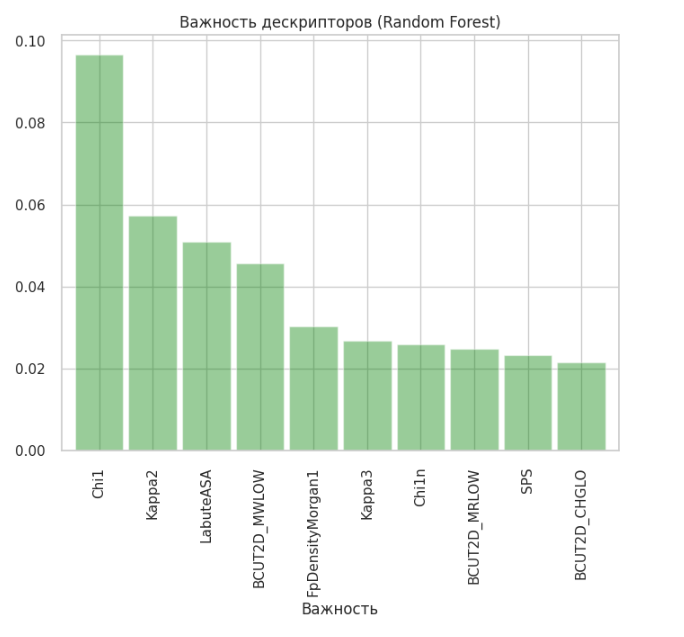 Важность дескрипторов (Random Forest)
0.10
0.08
0.06
0.04
0.02
0.00
Chi1
Kappa2
LabuteASA
BCUT2D_MWLOW
FpDensityMorgan1
Kappa3
Chi1n
BCUT2D_MRLOW
SPS
BCUT2D_CHGLO
Важность